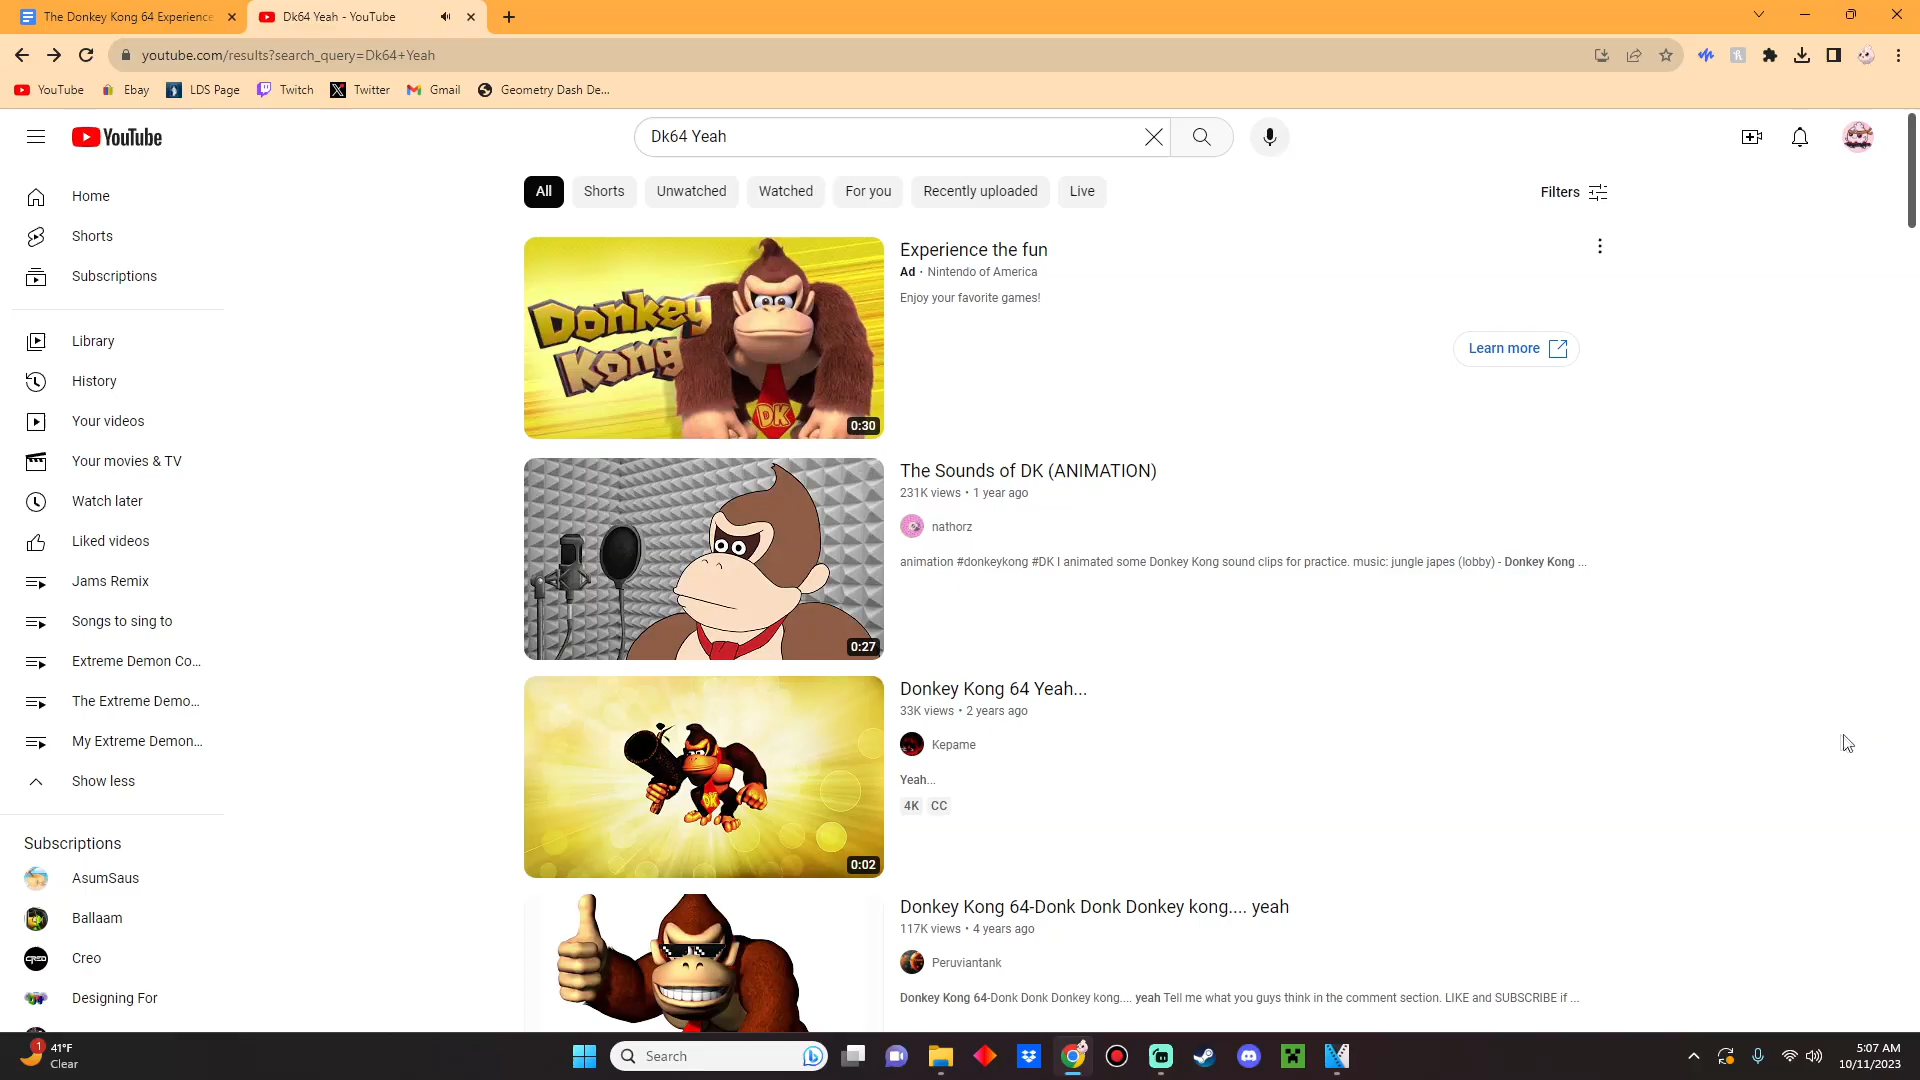 The Donkey Kong 64 Experience
Dk64 Yeah - YouTube
youtube.com/results?search_query=Dk64+Yeah
YouTube
Ebay
LDS Page
Twitch
Twitter
Gmail
Geometry Dash De...
YouTube
Dk64 Yeah
Home
Shorts
Subscriptions
Library
History
Your videos
Your movies & TV
Watch later
Liked videos
Jams Remix
Songs to sing to
Extreme Demon Co...
The Extreme Demo...
My Extreme Demon...
Show less
Subscriptions
AsumSaus
Ballaam
CREO
Creo
Designing For
All
Shorts
Unwatched
Watched
For you
Recently uploaded
Live
Filters
Donkey
Kong
DK
0:30
Experience the fun
Ad · Nintendo of America
Enjoy your favorite games!
Learn more
0:27
The Sounds of DK (ANIMATION)
231K views • 1 year ago
nathorz
animation #donkeykong #DK I animated some Donkey Kong sound clips for practice. music: jungle japes (lobby) - Donkey Kong ...
DK
0:02
Donkey Kong 64 Yeah...
33K views • 2 years ago
Kepame
Yeah...
4K
CC
Donkey Kong 64-Donk Donk Donkey kong.... yeah
117K views • 4 years ago
Peruviantank
Donkey Kong 64-Donk Donk Donkey kong.... yeah Tell me what you guys think in the comment section. LIKE and SUBSCRIBE if ...
1
41°F
Clear
Search
5:07 AM
10/11/2023